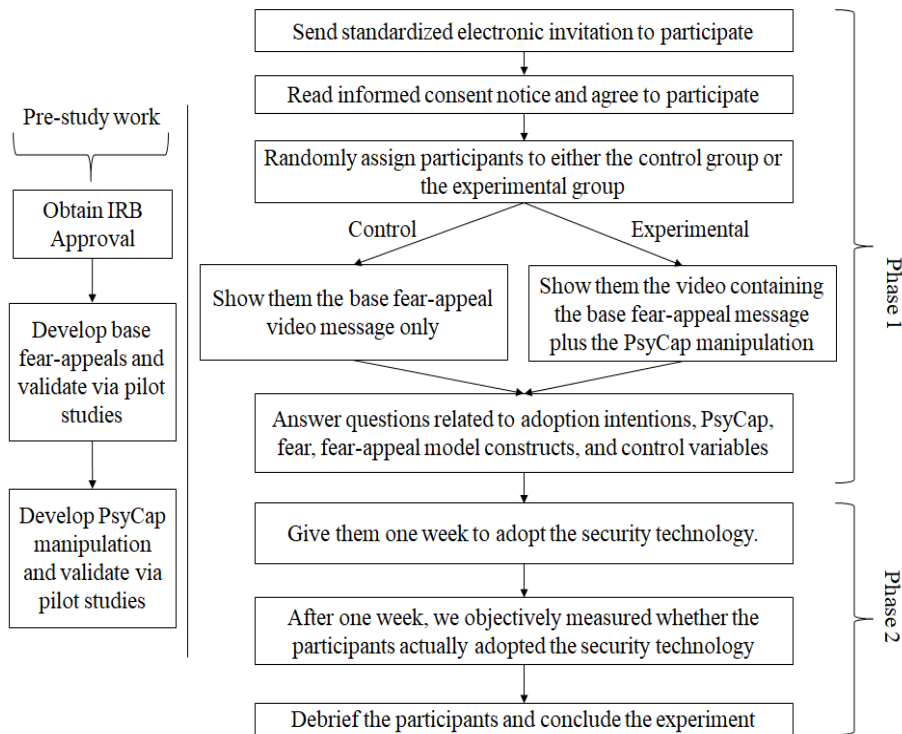 Pre-study work
Obtain IRB
Approval
Develop base
fear-appeals and
validate via pilot
studies
Develop PsyCap
manipulation
and validate via
pilot studies
Send standardized electronic invitation to participate
Read informed consent notice and agree to participate
Randomly assign participants to either the control group or
the experimental group
Control
Experimental
Show them the base fear-appeal
video message only
Show them the video containing
the base fear-appeal message
plus the PsyCap manipulation
Answer questions related to adoption intentions, PsyCap,
fear, fear-appeal model constructs, and control variables
Phase 1
Give them one week to adopt the security technology.
After one week, we objectively measured whether the
participants actually adopted the security technology
Debrief the participants and conclude the experiment
Phase 2